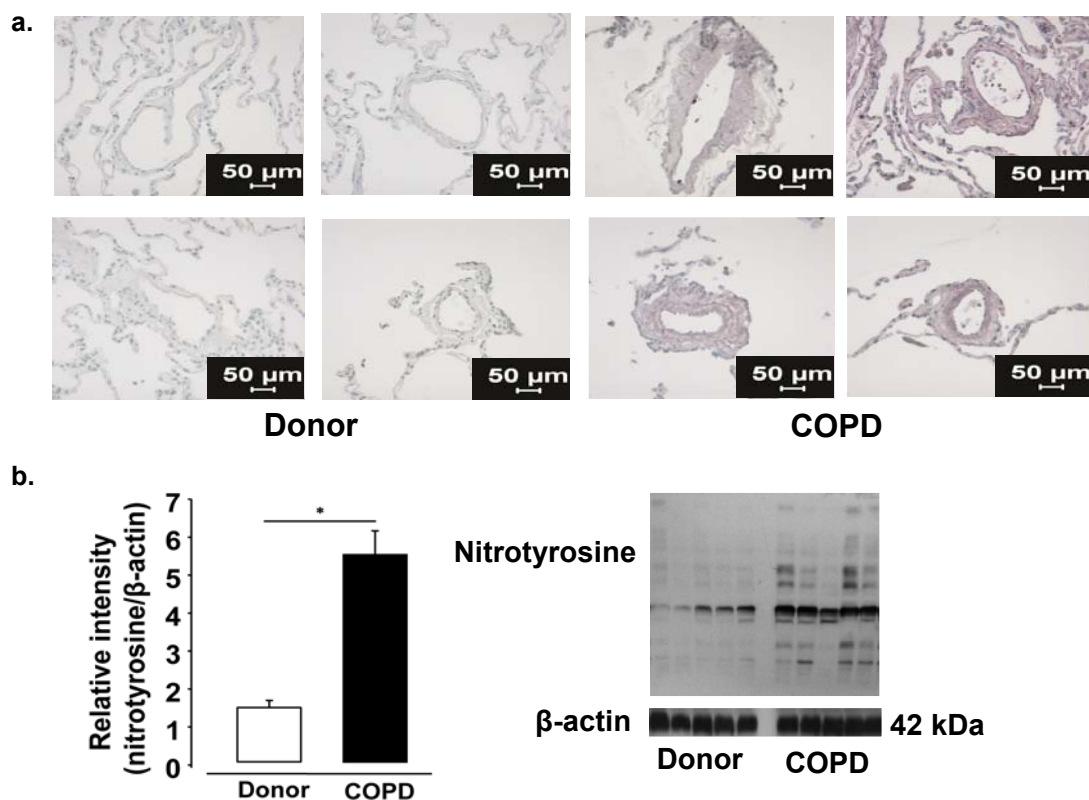 a.
50 µm
50 µm
50 µm
50 µm
50 µm
50 µm
50 µm
50 µm
Donor
COPD
b.
Relative intensity
(nitrotyrosine/β-actin)
7
6
5
4
3
2
1
0
*
Donor
COPD
Nitrotyrosine
β-actin
42 kDa
Donor
COPD